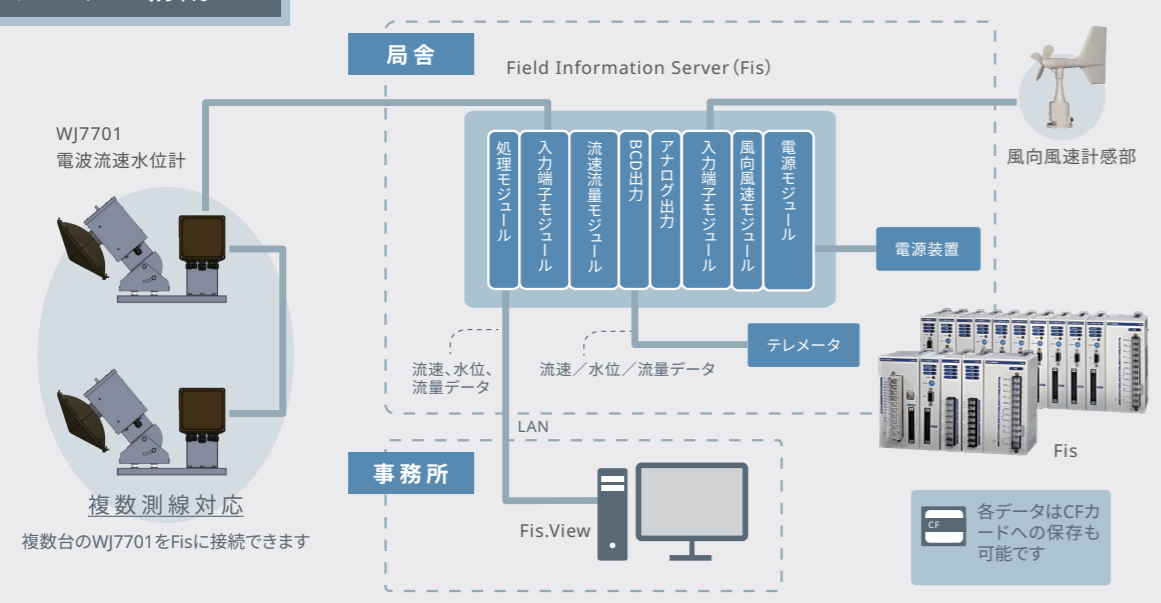 局舎
Field Information Server（Fis）
WJ7701
電波流速水位計
風向風速計感部
処理モジュール
入力端子モジュール
流速流量モジュール
BCD出力
アナログ出力
入力端子モジュール
風向風速モジュール
電源モジュール
電源装置
テレメータ
流速、水位、
流量データ
流速／水位／流量データ
LAN
Fis
事務所
Fis.View
複数測線対応
複数台のWJ7701をFisに接続できます
CF
各データはCFカ
ードへの保存も
可能です